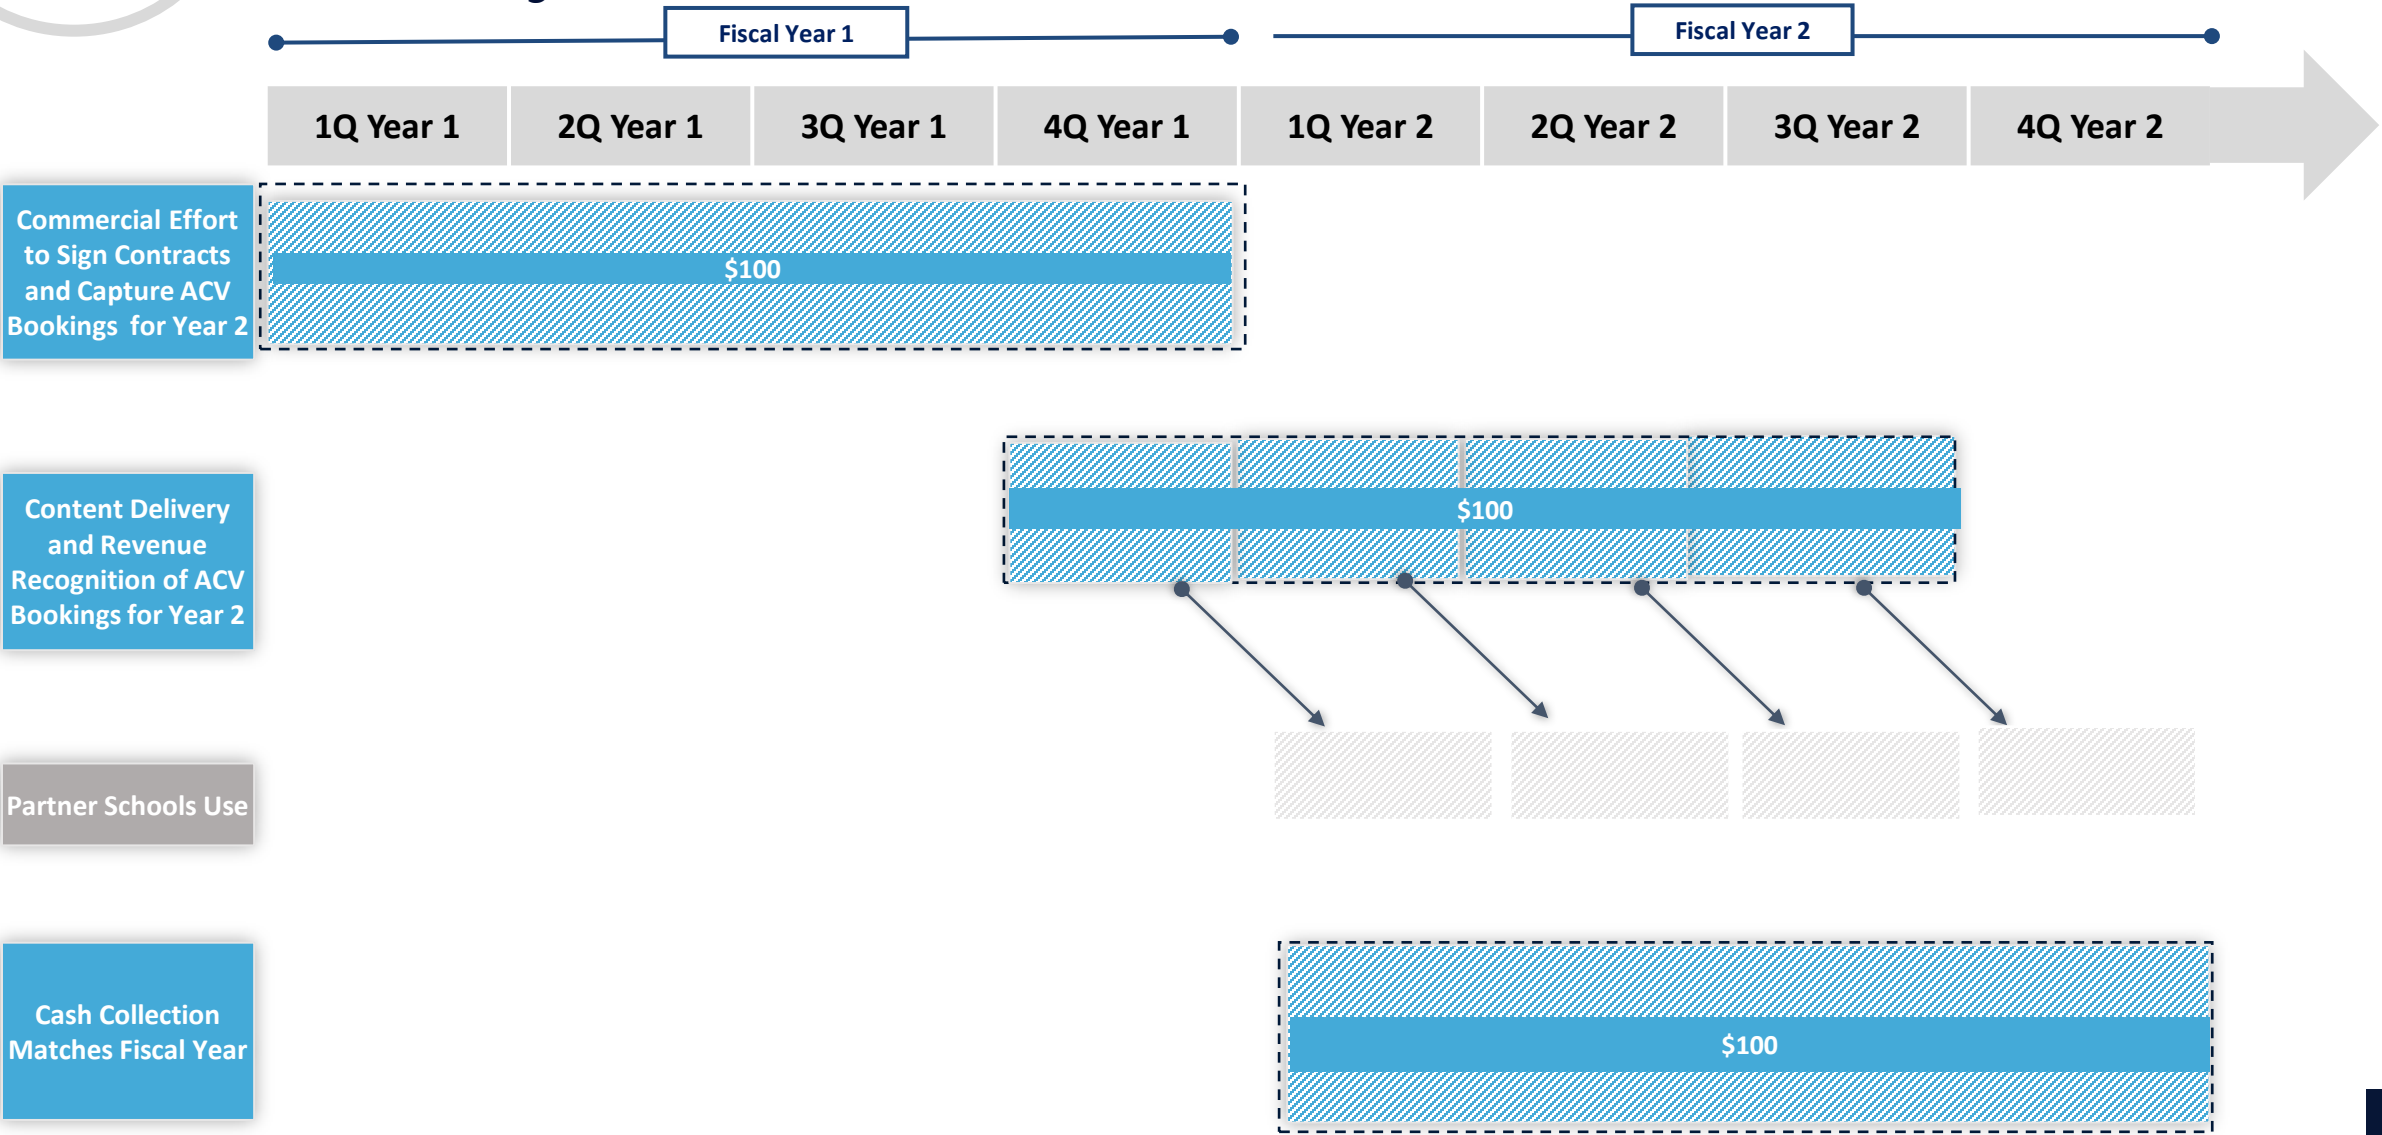 Fiscal Year 1
Fiscal Year 2
1Q Year 1
2Q Year 1
3Q Year 1
4Q Year 1
1Q Year 2
2Q Year 2
3Q Year 2
4Q Year 2
Commercial Effort
to Sign Contracts
and Capture ACV
Bookings for Year 2
$100
Content Delivery
and Revenue
Recognition of ACV
Bookings for Year 2
$100
Partner Schools Use
Cash Collection
Matches Fiscal Year
$100